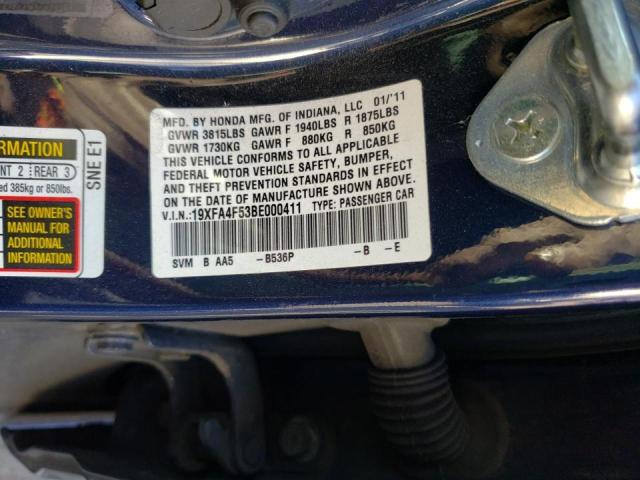 MFD. BY HONDA MFG. OF INDIANA, LLC 01/'11
GVWR 3815LBS GAWR F 1940LBS R 1875LBS
GVWR 1730KG GAWR F 880KG R 850KG
THIS VEHICLE CONFORMS TO ALL APPLICABLE
FEDERAL MOTOR VEHICLE SAFETY, BUMPER,
AND THEFT PREVENTION STANDARDS IN EFFECT
ON THE DATE OF MANUFACTURE SHOWN ABOVE.
V.I.N.:19XFA4F53BE000411 TYPE: PASSENGER CAR
SVM B AA5 -B536P -B -E
RMATION
NT 2 REAR 3
ed 385kg or 850lbs.
SEE OWNER'S
MANUAL FOR
ADDITIONAL
INFORMATION
SNE E1